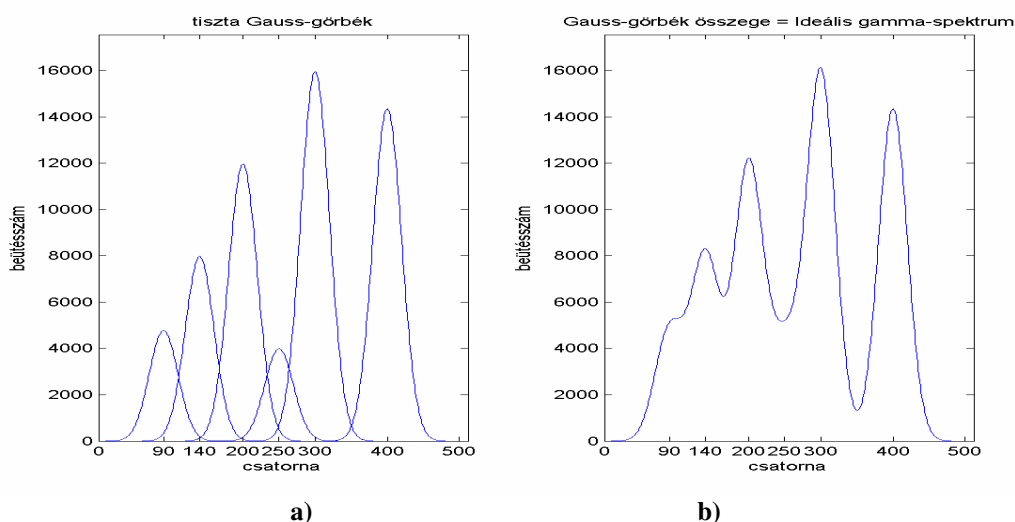 tiszta Gauss-görbék
16000
14000
12000
10000
8000
6000
4000
2000
0
beütésszám
0 90 140 200 250 300 400 500
csatorna
a)
Gauss-görbék összege = Ideális gamma-spektrum
16000
14000
12000
10000
8000
6000
4000
2000
0
beütésszám
0 90 140 200 250 300 400 500
csatorna
b)